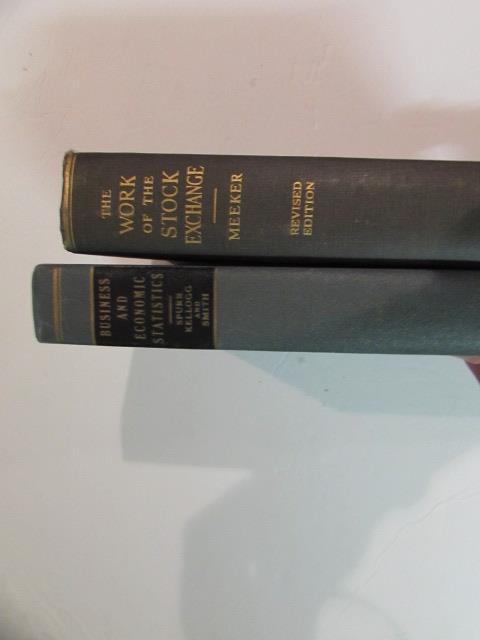 THE
WORK
OF THE
STOCK
EXCHANGE
MEEKER
REVISED
EDITION
BUSINESS
AND
ECONOMIC
STATISTICS
SPURR
KELLOGG
AND
SMITH